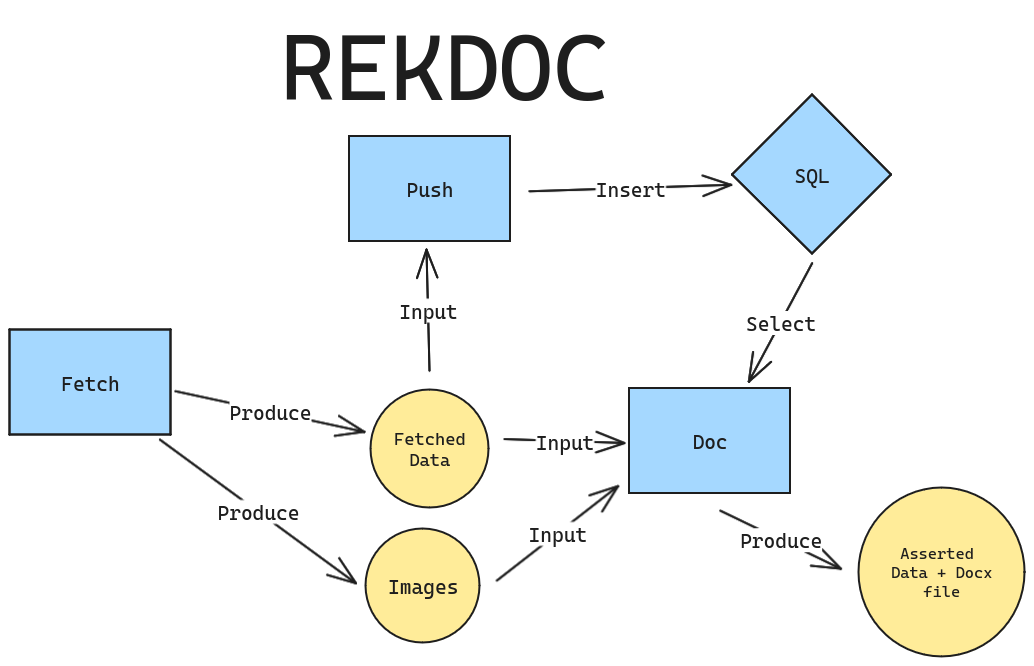 REKDOC
Push
Insert
SQL
Input
Select
Fetch
Produce
Fetched
Data
Input
Doc
Produce
Input
Produce
Images
Asserted
Data + Docx
file